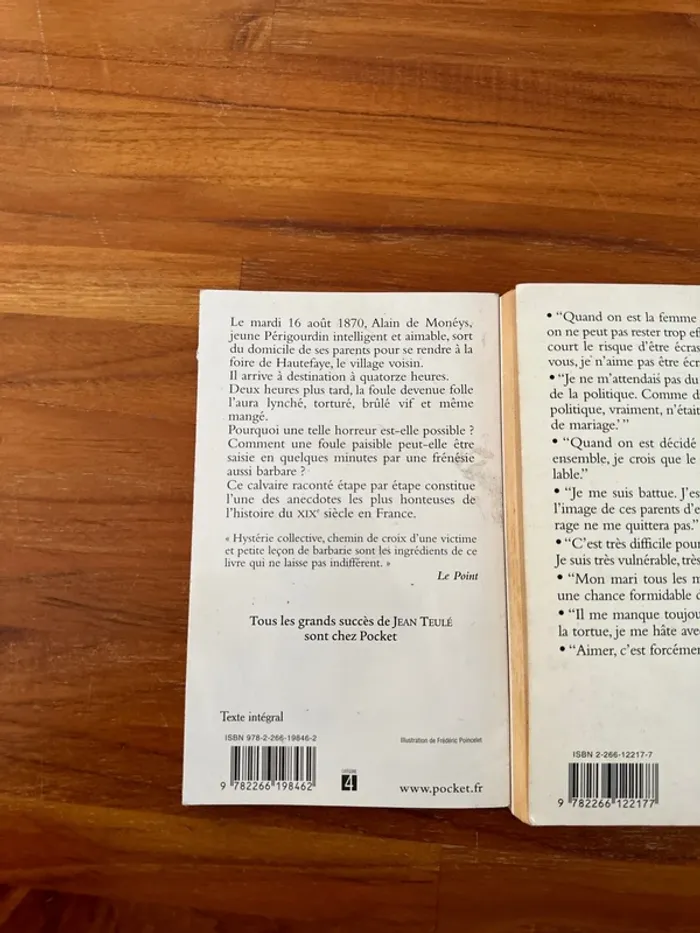 Le mardi 16 août 1870, Alain de Monéys,
jeune Périgourdin intelligent et aimable, sort
du domicile de ses parents pour se rendre à la
foire de Hautefaye, le village voisin.
Il arrive à destination à quatorze heures.
Deux heures plus tard, la foule devenue folle
l'aura lynché, torturé, brûlé vif et même
mangé.
Pourquoi une telle horreur est-elle possible ?
Comment une foule paisible peut-elle être
saisie en quelques minutes par une frénésie
aussi barbare ?
Ce calvaire raconté étape par étape constitue
l'une des anecdotes les plus honteuses de
l'histoire du XIXe siècle en France.
« Hystérie collective, chemin de croix d'une victime
et petite leçon de barbarie sont les ingrédients de ce
livre qui ne laisse pas indifférent. »
Le Point
Tous les grands succès de JEAN TEULÉ
sont chez Pocket
Texte intégral
ISBN 978-2-266-19846-2
Illustration de Frédéric Poincelet
9 782266 198462
4
www.pocket.fr
• "Quand on est la femme
on ne peut pas rester trop
court le risque d'être
vous, je n'aime pas être
• "Je ne m'attendais pas du
de la politique. Comme
politique, vraiment, n'était
de mariage.'"
• "Quand on est décidé
ensemble, je crois que le
lable."
• "Je me suis battue.
l'image de ces parents
rage ne me quittera pas."
• "C'est très difficile
Je suis très vulnérable,
• "Mon mari tous les
une chance formidable
• "Il me manque
la tortue, je me hâte
• "Aimer, c'est
ISBN 2-266-12217-7
9 782266 122177